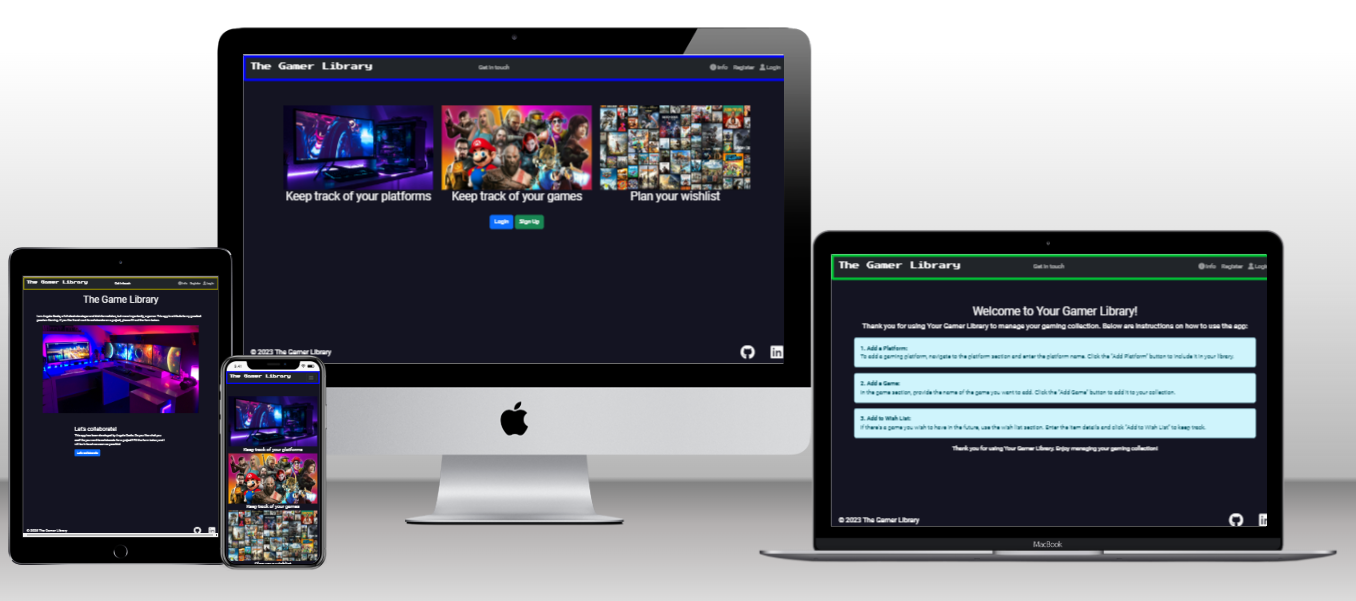 The Gamer Library
Get in touch
Info Register Login
Keep track of your platforms
Keep track of your games
Plan your wishlist
Login Sign Up
© 2023 The Gamer Library
in
The Gamer Library
Get in touch
Info Register Login
The Game Library
Let's collaborate!
© 2023 The Gamer Library
in
The Gamer Library
Keep track of your platforms
Keep track of your games
Plan your wishlist
The Gamer Library
Get in touch
Info Register Login
Welcome to Your Gamer Library!
Thank you for using Your Gamer Library to manage your gaming collection. Below are instructions on how to use the app:
1. Add a Platform:
To add a gaming platform, navigate to the platform section and enter the platform name. Click the "Add Platform" button to include it in your library.
2. Add a Game:
In the game section, provide the name of the game you want to add. Click the "Add Game" button to add it to your collection.
3. Add to Wish List:
If there's a game you wish to have in the future, use the wish list section. Enter the item details and click "Add to Wish List" to keep track.
Thank you for using Your Gamer Library. Enjoy managing your gaming collection!
© 2023 The Gamer Library
in
MacBook